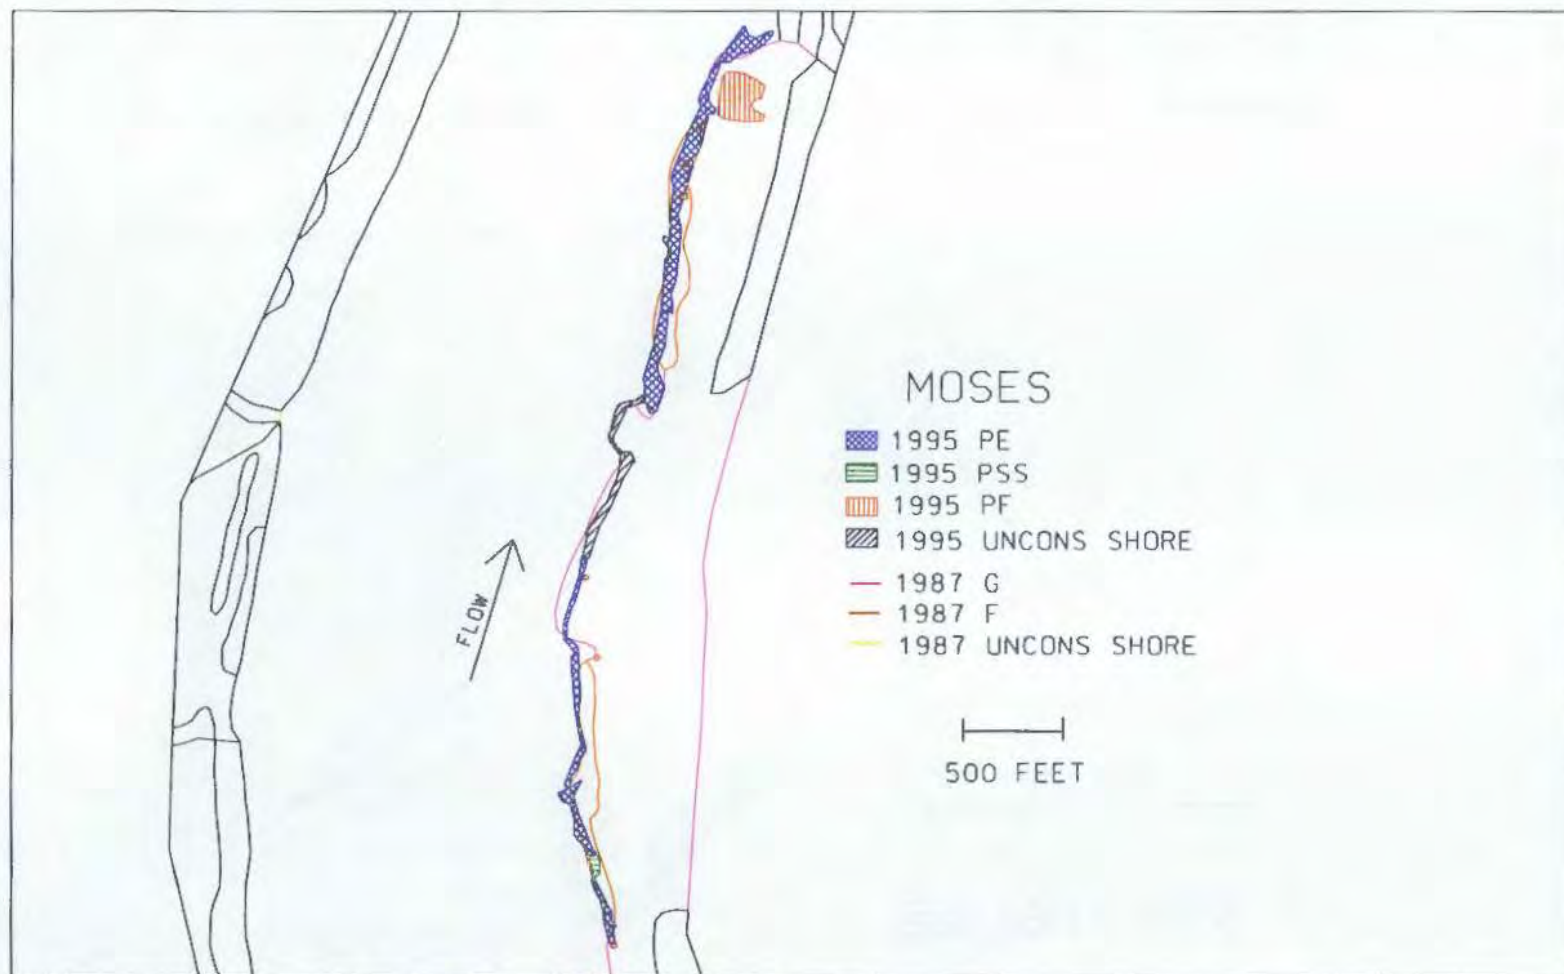 MOSES
1995 PE
1995 PSS
1995 PF
1995 UNCONS SHORE
1987 G
1987 F
1987 UNCONS SHORE
FLOW
500 FEET